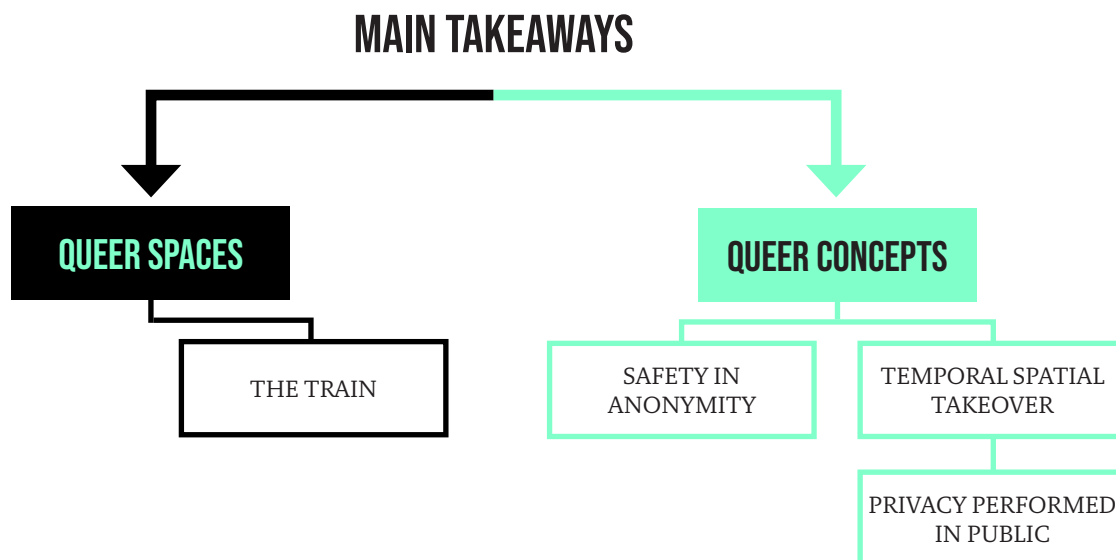 MAIN TAKEAWAYS
QUEER SPACES
QUEER CONCEPTS
THE TRAIN
SAFETY IN
ANONYMITY
TEMPORAL SPATIAL
TAKEOVER
PRIVACY PERFORMED
IN PUBLIC